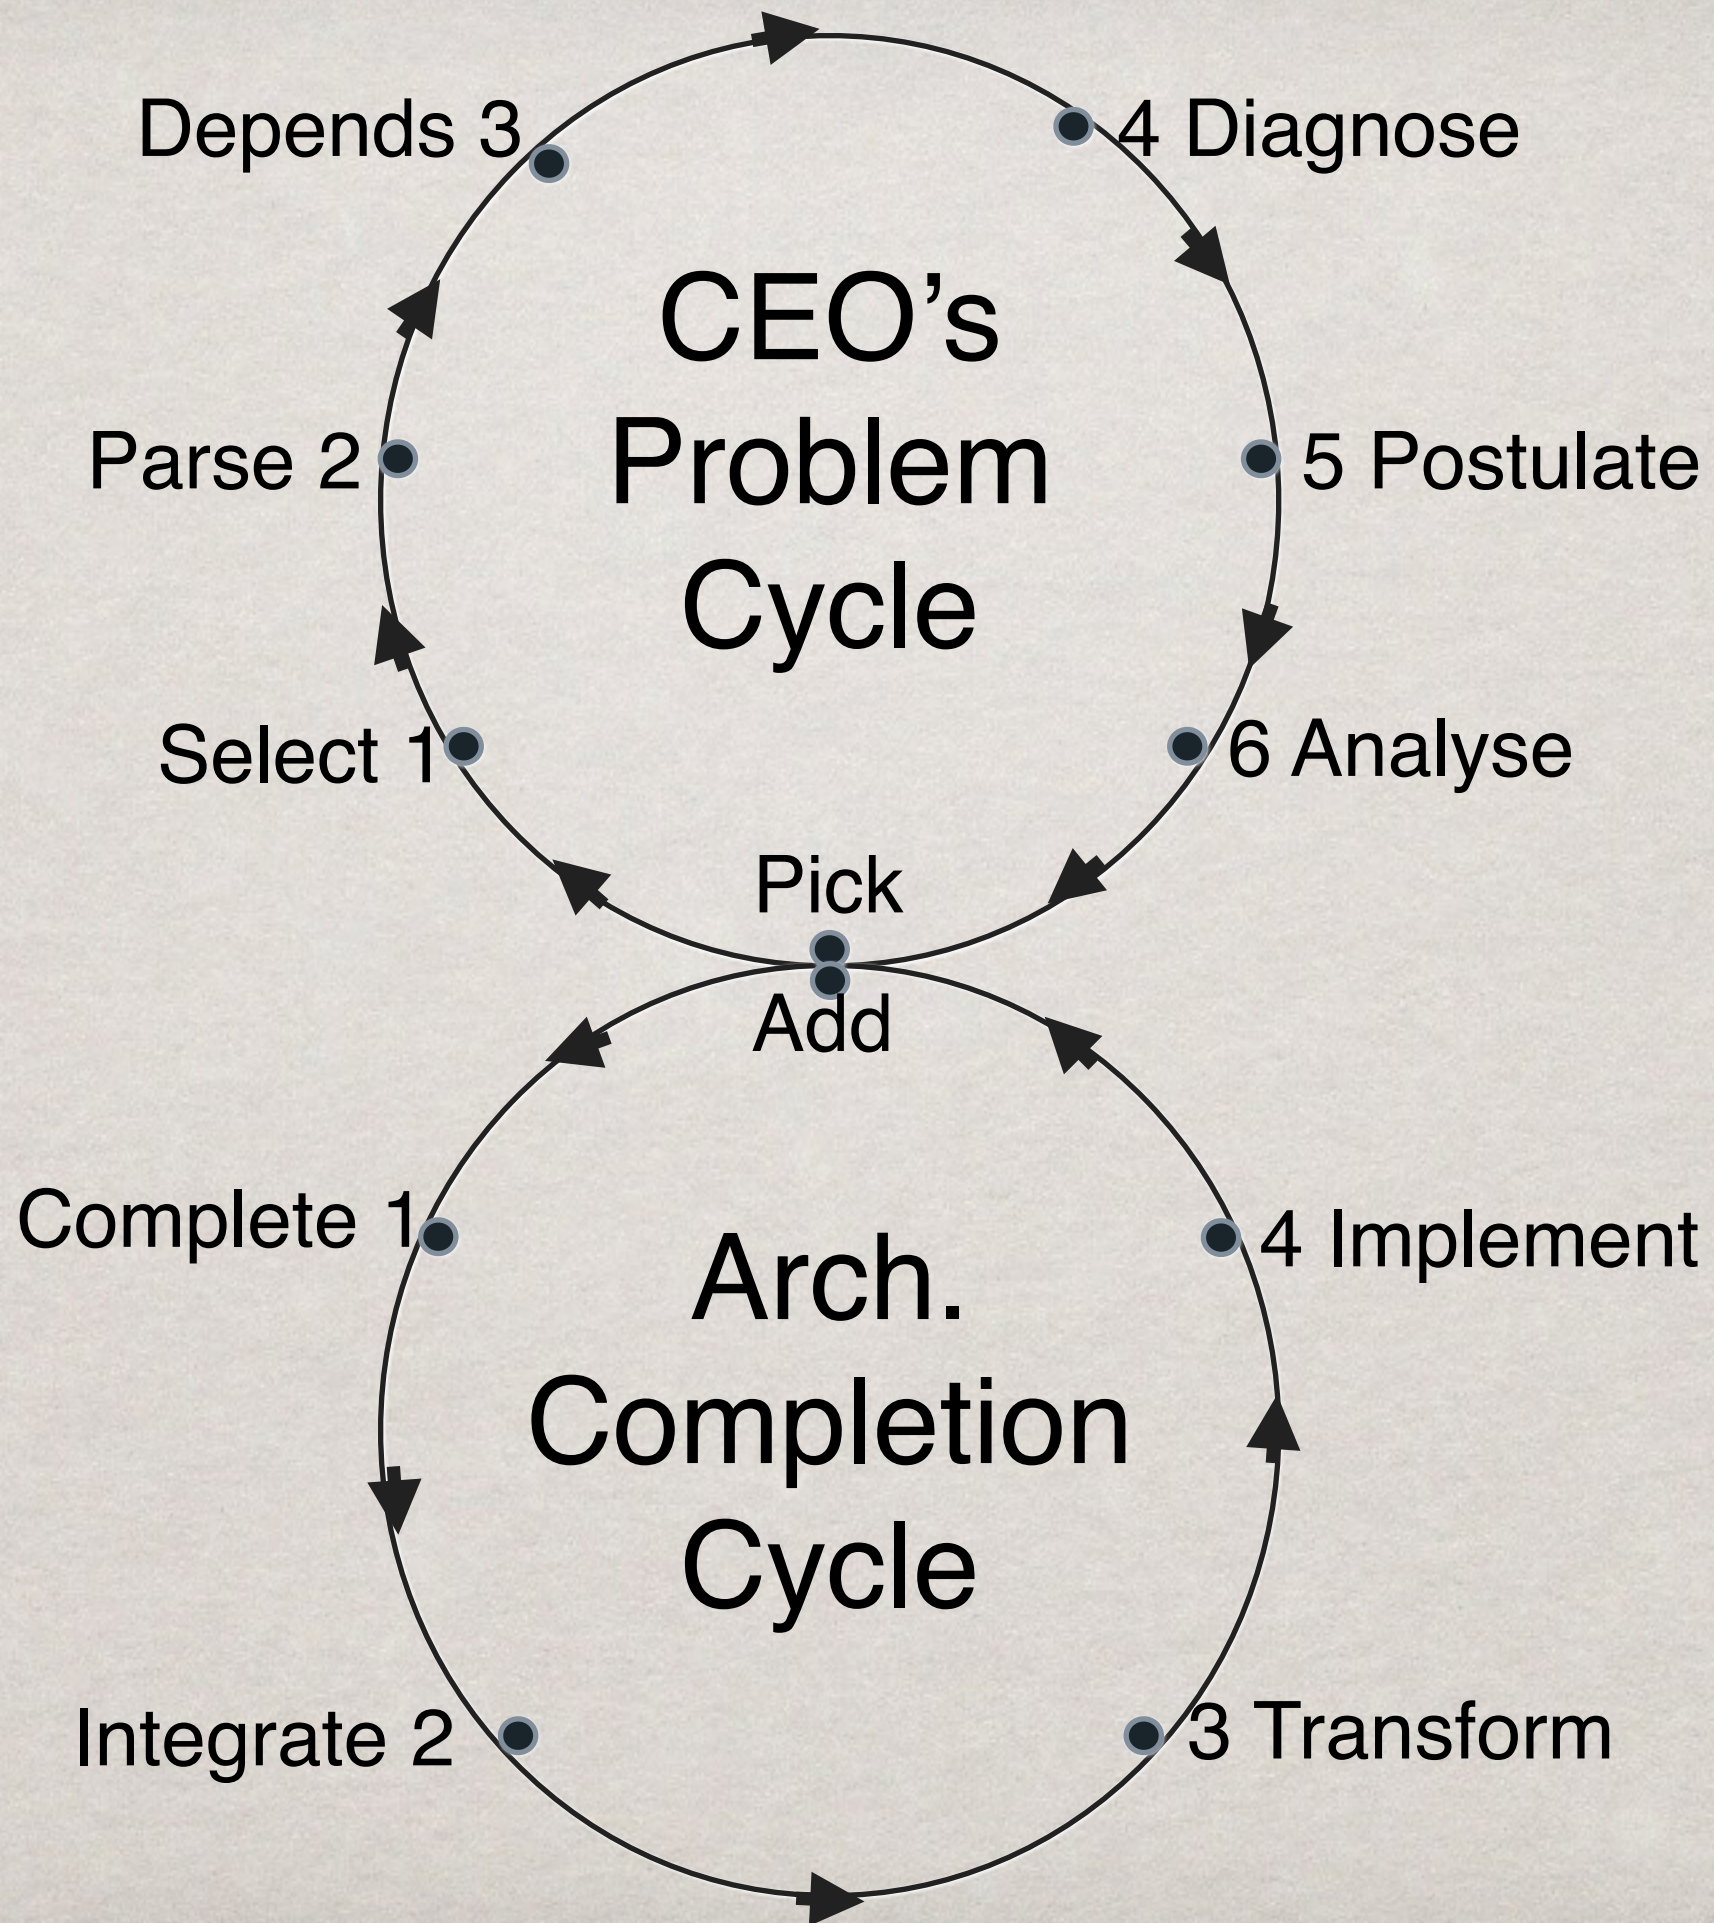 Depends 3
4 Diagnose
CEO’s
Problem
Cycle
Parse 2
5 Postulate
Select 1
6 Analyse
Pick
Add
Complete 1
4 Implement
Arch.
Completion
Cycle
Integrate 2
3 Transform